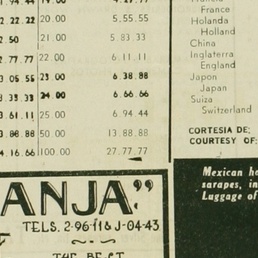 20.00 5.55.55
2 50 21.00 5.83.33
2 77 77 22.00 6.11.11
3 05 55 23.00 6.38.88
3 33.33 24.00 6.66.66
3 61.11 25.00 6.94.44
3 88 88 50.00 13.88.88
4.16.66 100.00 27.77.77
ANJA"
TELS. 2-96-11 & J-04-43
THE BEST
France
Holanda
Holland
China
Inglaterra
England
Japon
Japan
Suiza
Switzerland
CORTESIA DE;
COURTESY OF:
Mexican
sarapes, in
Luggage of